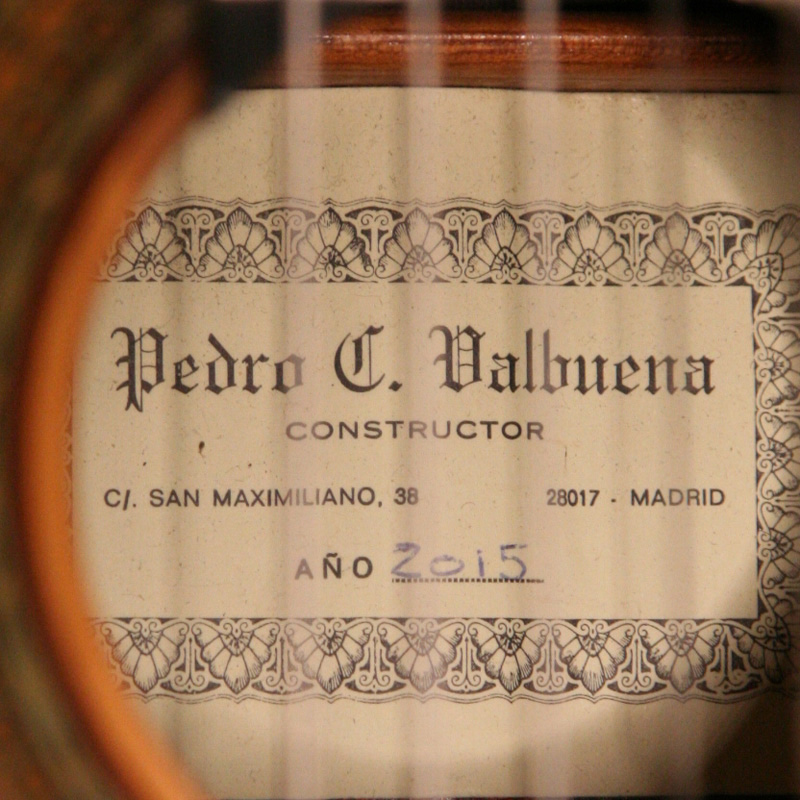 Pedro C. Valbuena
CONSTRUCTOR
C/. SAN MAXIMILIANO, 38 28017 - MADRID
AÑO 2015